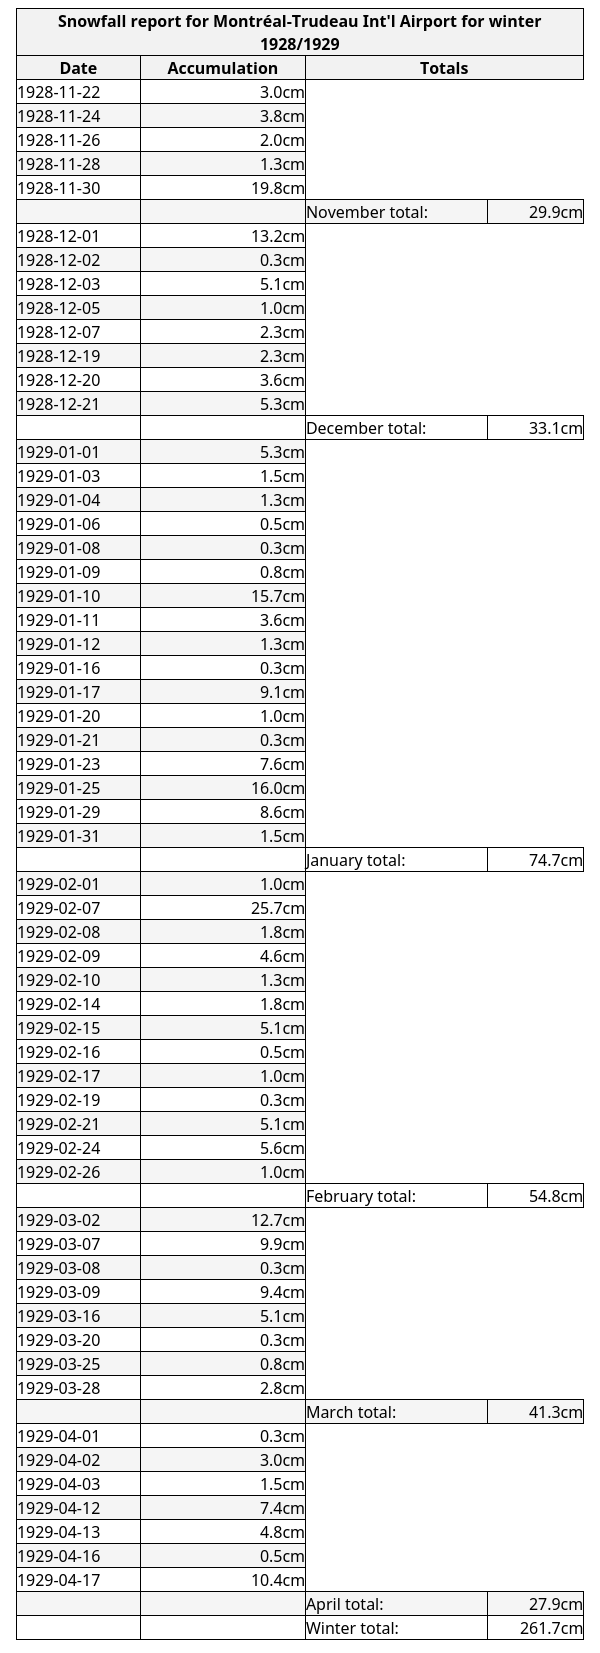 Snowfall report for Montréal-Trudeau Int'l Airport for winter
1928/1929
Date Accumulation Totals
1928-11-22 3.0cm
1928-11-24 3.8cm
1928-11-26 2.0cm
1928-11-28 1.3cm
1928-11-30 19.8cm
November total: 29.9cm
1928-12-01 13.2cm
1928-12-02 0.3cm
1928-12-03 5.1cm
1928-12-05 1.0cm
1928-12-07 2.3cm
1928-12-19 2.3cm
1928-12-20 3.6cm
1928-12-21 5.3cm
December total: 33.1cm
1929-01-01 5.3cm
1929-01-03 1.5cm
1929-01-04 1.3cm
1929-01-06 0.5cm
1929-01-08 0.3cm
1929-01-09 0.8cm
1929-01-10 15.7cm
1929-01-11 3.6cm
1929-01-12 1.3cm
1929-01-16 0.3cm
1929-01-17 9.1cm
1929-01-20 1.0cm
1929-01-21 0.3cm
1929-01-23 7.6cm
1929-01-25 16.0cm
1929-01-29 8.6cm
1929-01-31 1.5cm
January total: 74.7cm
1929-02-01 1.0cm
1929-02-07 25.7cm
1929-02-08 1.8cm
1929-02-09 4.6cm
1929-02-10 1.3cm
1929-02-14 1.8cm
1929-02-15 5.1cm
1929-02-16 0.5cm
1929-02-17 1.0cm
1929-02-19 0.3cm
1929-02-21 5.1cm
1929-02-24 5.6cm
1929-02-26 1.0cm
February total: 54.8cm
1929-03-02 12.7cm
1929-03-07 9.9cm
1929-03-08 0.3cm
1929-03-09 9.4cm
1929-03-16 5.1cm
1929-03-20 0.3cm
1929-03-25 0.8cm
1929-03-28 2.8cm
March total: 41.3cm
1929-04-01 0.3cm
1929-04-02 3.0cm
1929-04-03 1.5cm
1929-04-12 7.4cm
1929-04-13 4.8cm
1929-04-16 0.5cm
1929-04-17 10.4cm
April total: 27.9cm
Winter total: 261.7cm